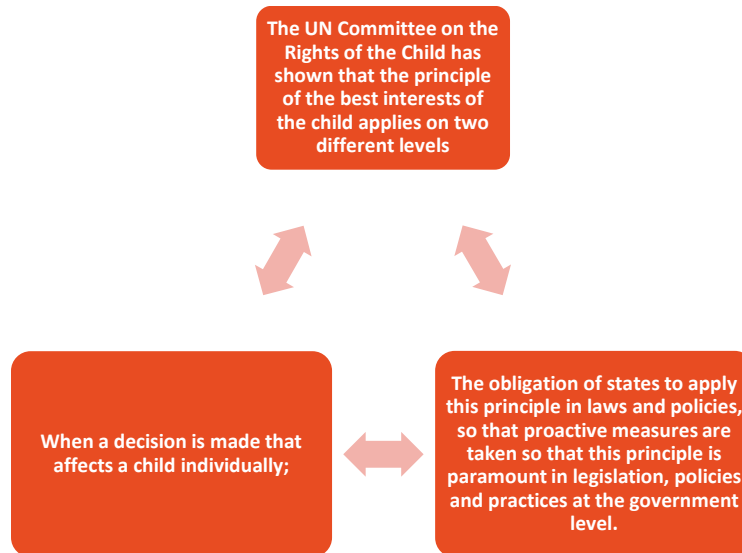 The UN Committee on the
Rights of the Child has
shown that the principle
of the best interests of
the child applies on two
different levels
When a decision is made that
affects a child individually;
The obligation of states to apply
this principle in laws and policies,
so that proactive measures are
taken so that this principle is
paramount in legislation, policies
and practices at the government
level.